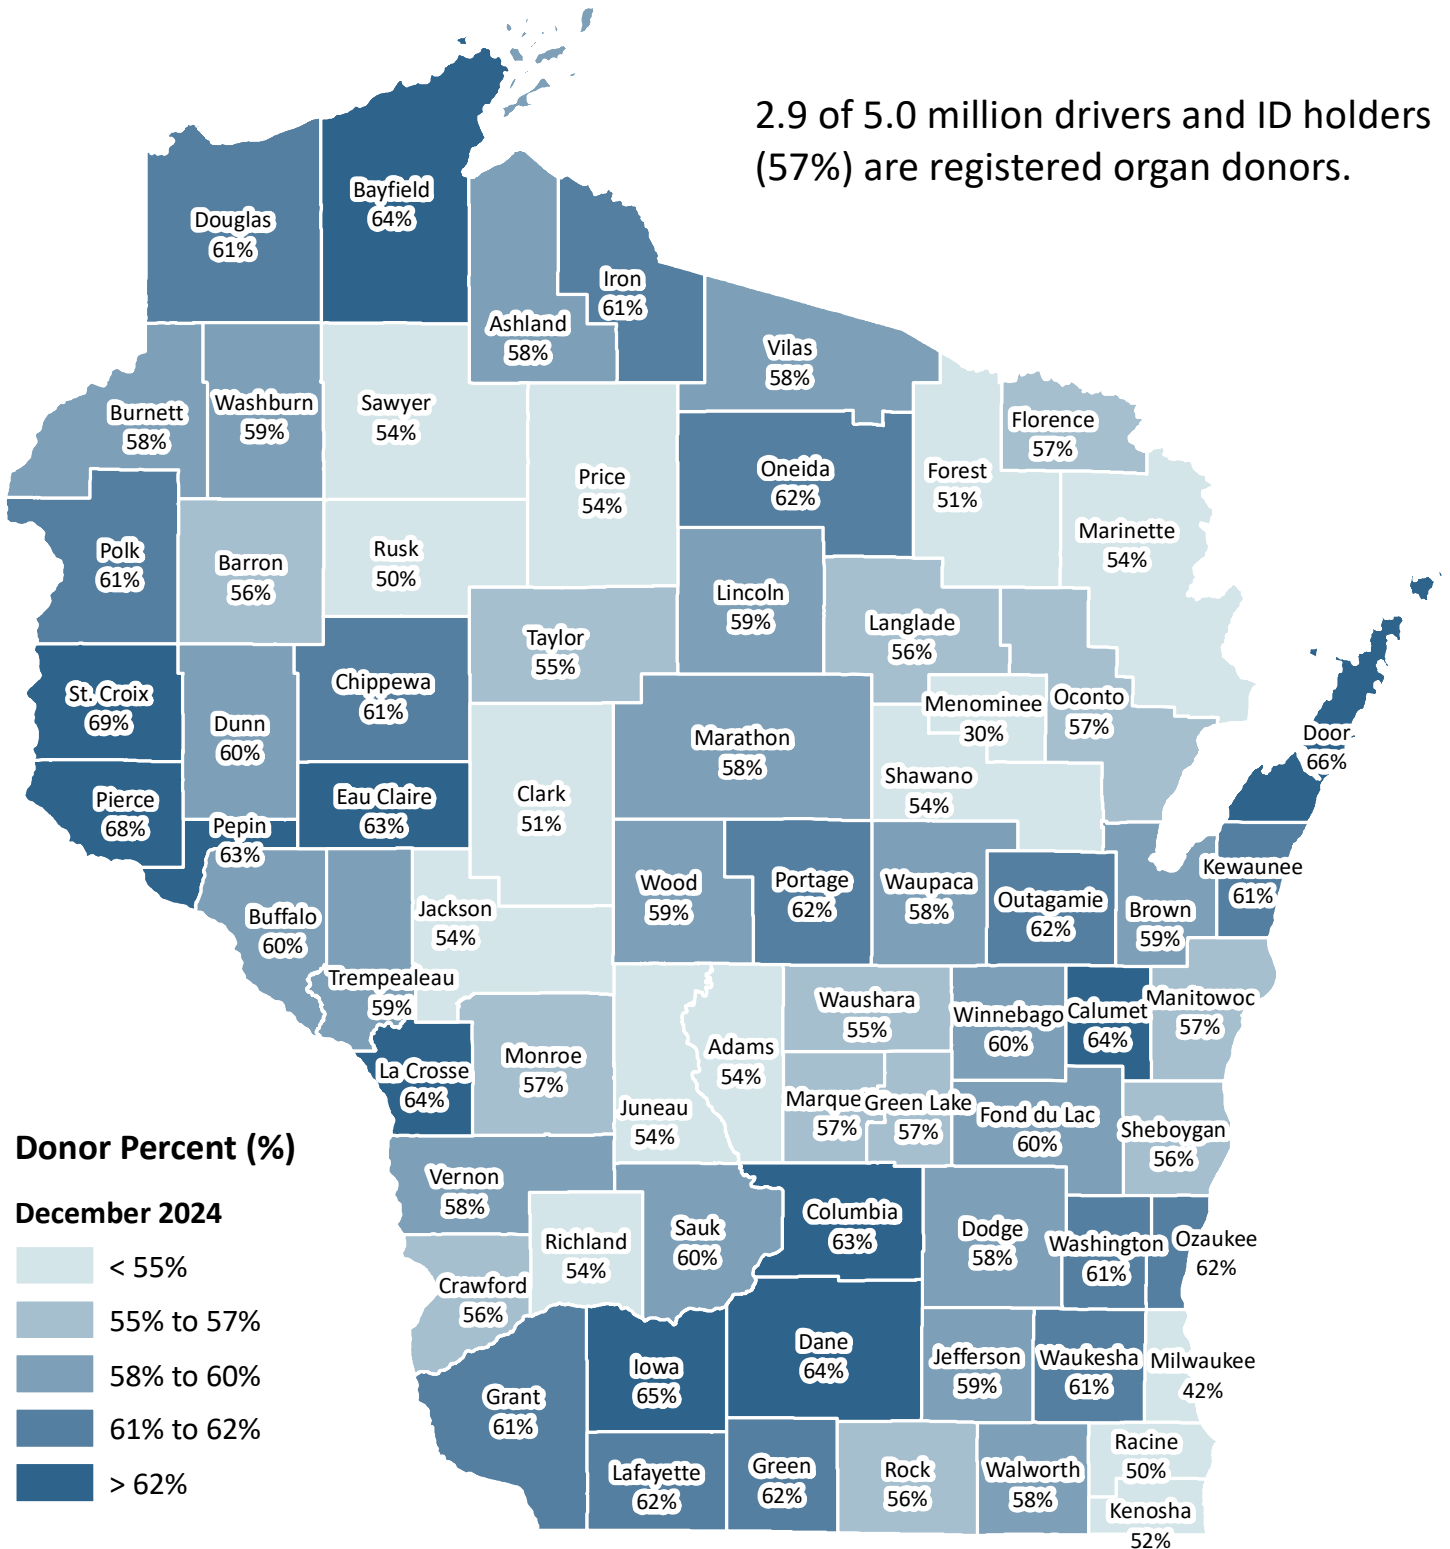 2.9 of 5.0 million drivers and ID holders
(57%) are registered organ donors.
Bayfield
64%
Douglas
61%
Iron
61%
Ashland
58%
Vilas
58%
Burnett
58%
Washburn
59%
Sawyer
54%
Price
54%
Oneida
62%
Forest
51%
Florence
57%
Marinette
54%
Polk
61%
Barron
56%
Rusk
50%
Lincoln
59%
Langlade
56%
Taylor
55%
Chippewa
61%
St. Croix
69%
Dunn
60%
Marathon
58%
Menominee
30%
Oconto
57%
Door
66%
Shawano
54%
Pierce
68%
Pepin
63%
Eau Claire
63%
Clark
51%
Wood
59%
Portage
62%
Waupaca
58%
Outagamie
62%
Brown
59%
Kewaunee
61%
Buffalo
60%
Jackson
54%
Trempealeau
59%
Waushara
55%
Winnebago
60%
Calumet
64%
Manitowoc
57%
La Crosse
64%
Monroe
57%
Juneau
54%
Adams
54%
Marque
57%
Green Lake
57%
Fond du Lac
60%
Sheboygan
56%
Vernon
58%
Richland
54%
Sauk
60%
Columbia
63%
Dodge
58%
Washington
61%
Ozaukee
62%
Crawford
56%
Grant
61%
Iowa
65%
Dane
64%
Jefferson
59%
Waukesha
61%
Milwaukee
42%
Lafayette
62%
Green
62%
Rock
56%
Walworth
58%
Racine
50%
Kenosha
52%
Donor Percent (%)
December 2024
< 55%
55% to 57%
58% to 60%
61% to 62%
> 62%